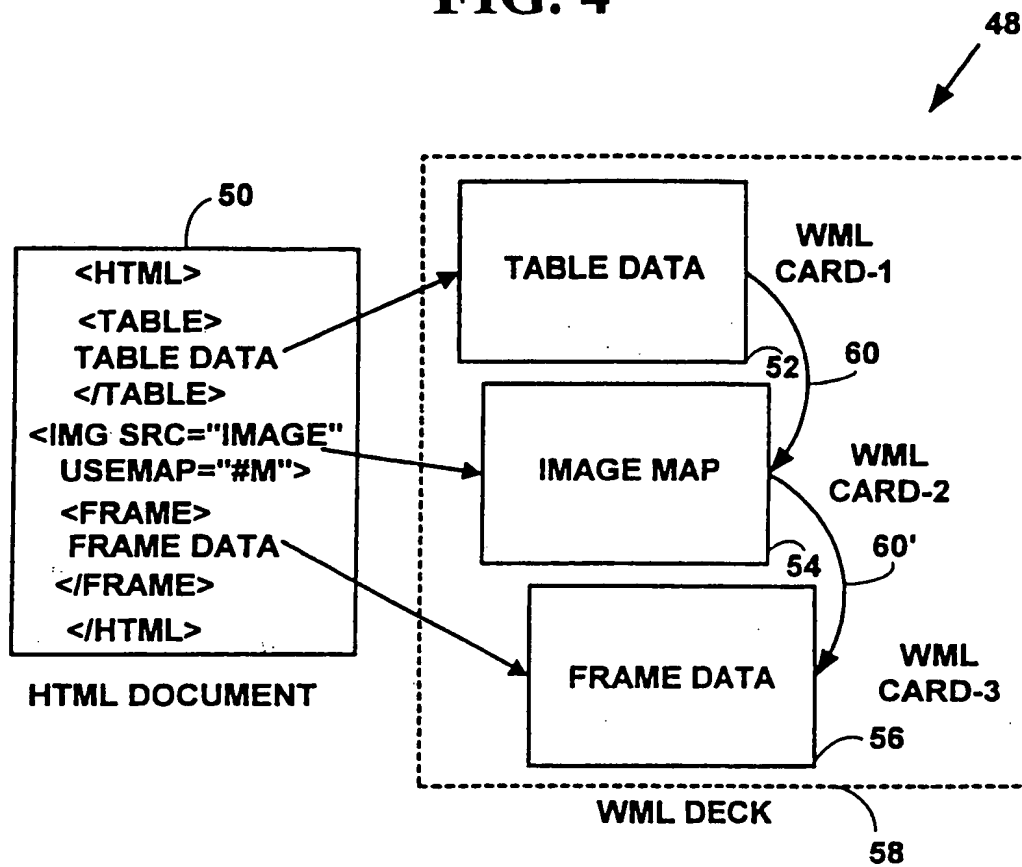 FIG. 4
48
50
<HTML>
<TABLE>
TABLE DATA
</TABLE>
<IMG SRC="IMAGE"
USEMAP="#M">
<FRAME>
FRAME DATA
</FRAME>
</HTML>
HTML DOCUMENT
TABLE DATA
WML
CARD-1
52
60
IMAGE MAP
WML
CARD-2
54
60'
FRAME DATA
WML
CARD-3
56
WML DECK
58